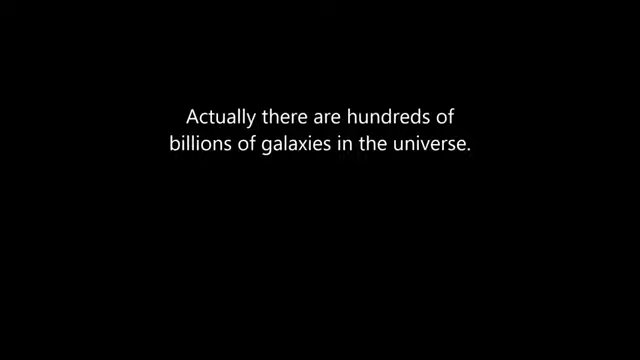 Actually there are hundreds of
billions of galaxies in the universe.